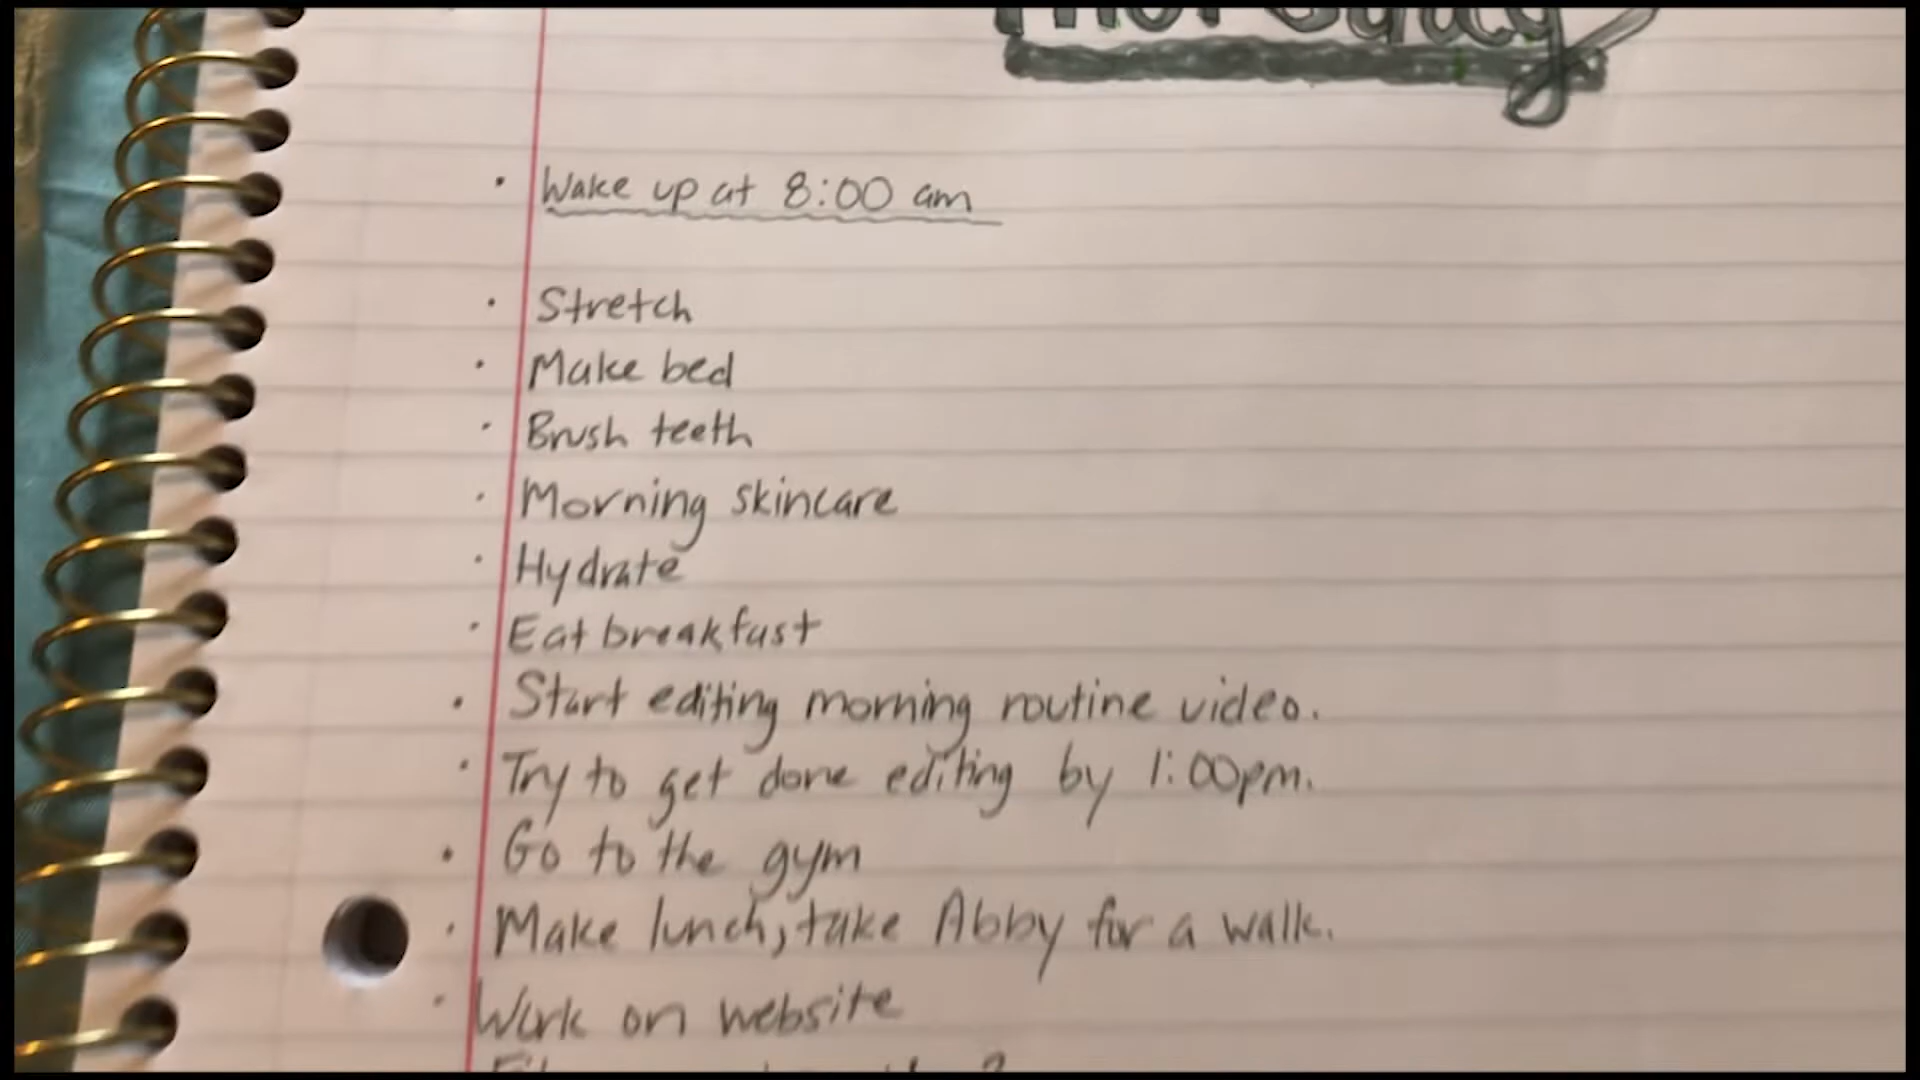 Thursday
• Wake up at 8:00 am
• Stretch
• Make bed
• Brush teeth
• Morning skincare
• Hydrate
• Eat breakfast
• Start editing morning routine video.
• Try to get done editing by 1:00pm.
• Go to the gym
• Make lunch, take Abby for a walk.
• Work on website